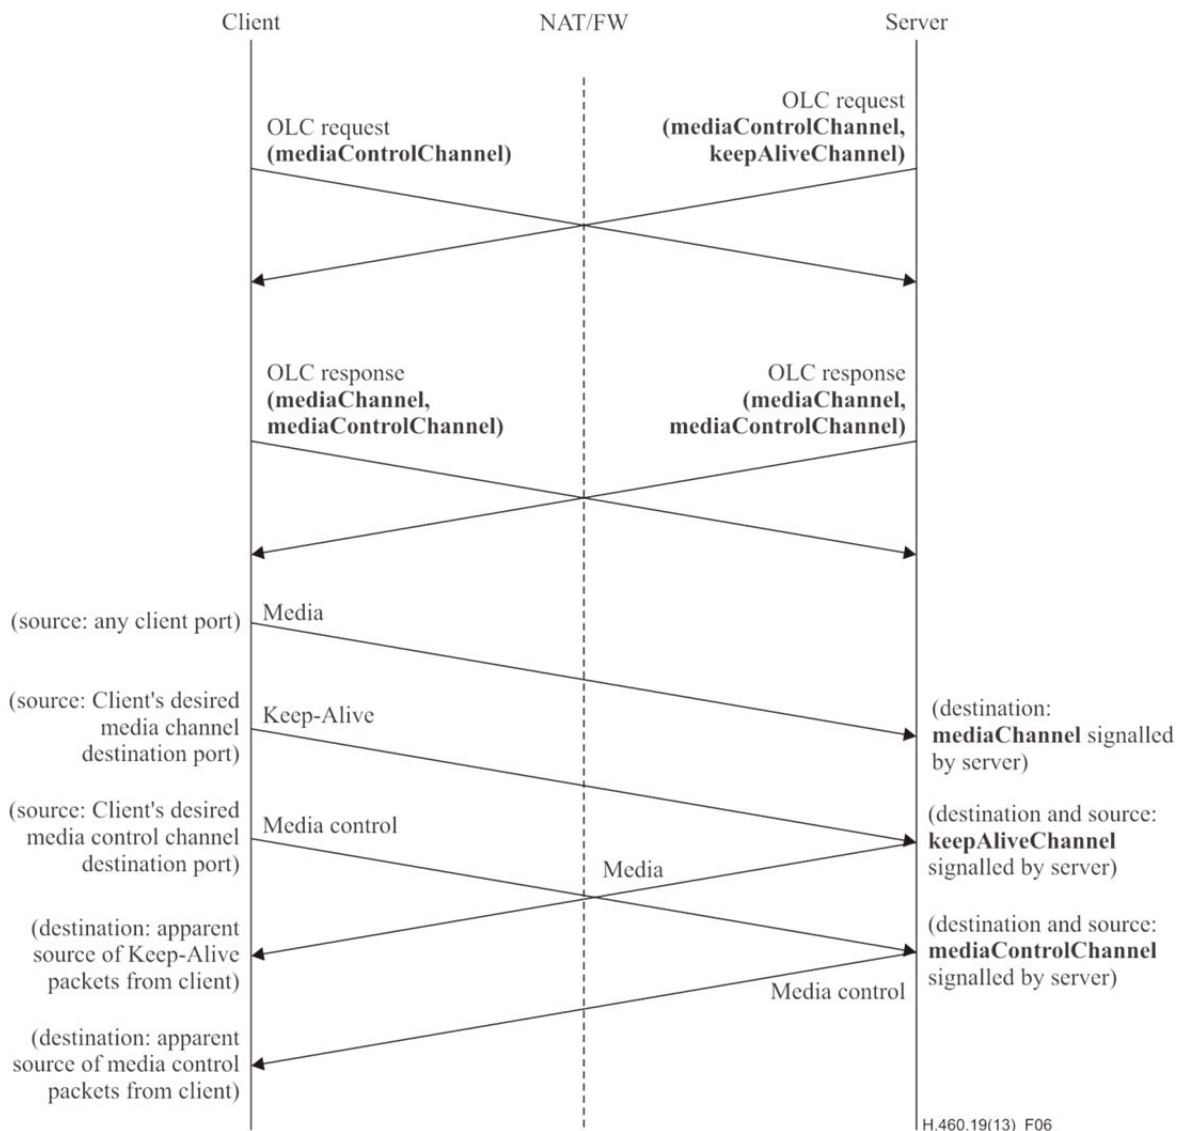 Client
NAT/FW
Server
OLC request
(mediaControlChannel)
OLC request
(mediaControlChannel,
keepAliveChannel)
OLC response
(mediaChannel,
mediaControlChannel)
OLC response
(mediaChannel,
mediaControlChannel)
(source: any client port)
Media
(source: Client's desired
media channel
destination port)
Keep-Alive
(destination:
mediaChannel signalled
by server)
(source: Client's desired
media control channel
destination port)
Media control
(destination and source:
keepAliveChannel
signalled by server)
Media
(destination: apparent
source of Keep-Alive
packets from client)
(destination and source:
mediaControlChannel
signalled by server)
Media control
(destination: apparent
source of media control
packets from client)
H.460.19(13)_F06